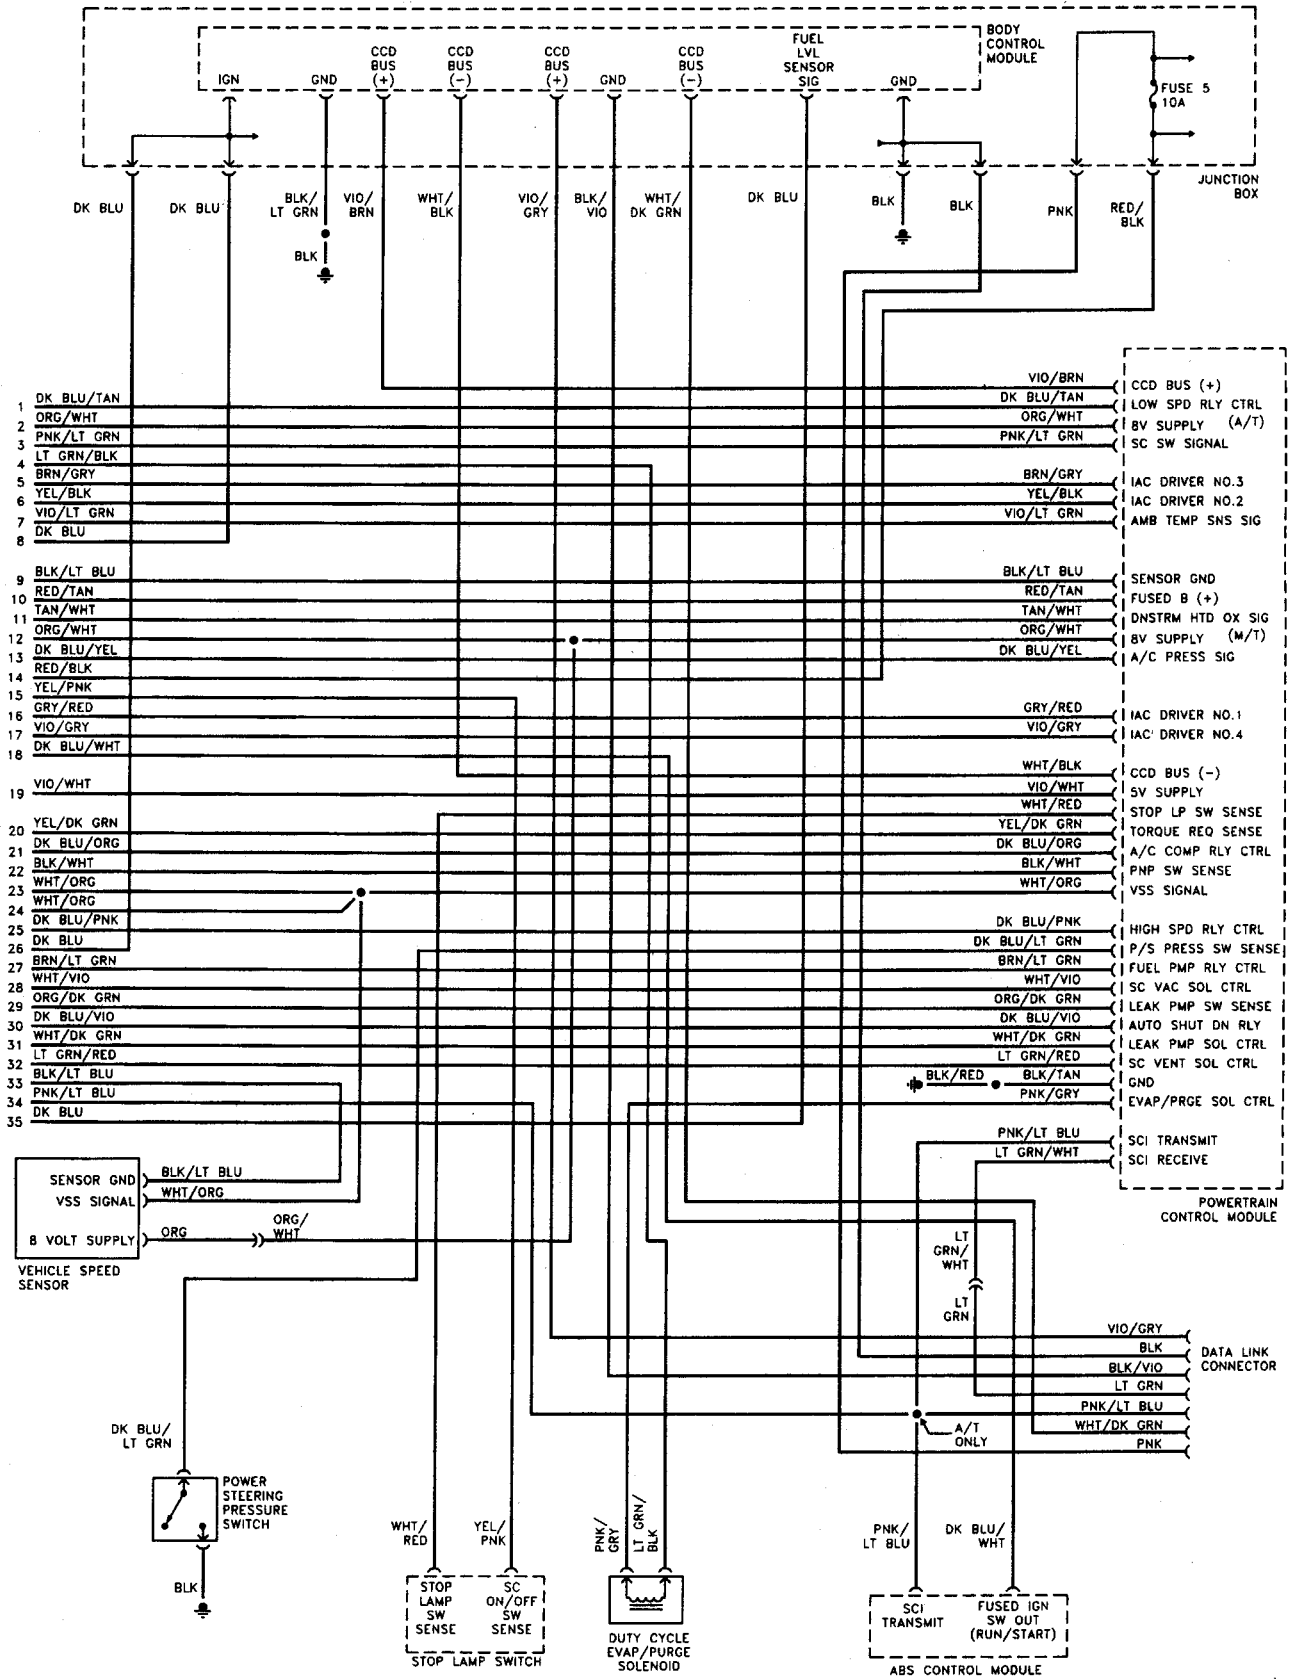 BODY
CONTROL
MODULE
IGN
GND
CCD
BUS
(+)
CCD
BUS
(-)
CCD
BUS
(+)
GND
CCD
BUS
(-)
FUEL
LVL
SENSOR
SIG
GND
FUSE 5
10A
JUNCTION
BOX
DK BLU
DK BLU
BLK/
LT GRN
BLK
VIO/
BRN
WHT/
BLK
VIO/
GRY
BLK/
VIO
WHT/
DK GRN
DK BLU
BLK
BLK
PNK
RED/
BLK
1 DK BLU/TAN
2 ORG/WHT
3 PNK/LT GRN
4 LT GRN/BLK
5 BRN/GRY
6 YEL/BLK
7 VIO/LT GRN
8 DK BLU
9 BLK/LT BLU
10 RED/TAN
11 TAN/WHT
12 ORG/WHT
13 DK BLU/YEL
14 RED/BLK
15 YEL/PNK
16 GRY/RED
17 VIO/GRY
18 DK BLU/WHT
19 VIO/WHT
20 YEL/DK GRN
21 DK BLU/ORG
22 BLK/WHT
23 WHT/ORG
24 WHT/ORG
25 DK BLU/PNK
26 DK BLU
27 BRN/LT GRN
28 WHT/VIO
29 ORG/DK GRN
30 DK BLU/VIO
31 WHT/DK GRN
32 LT GRN/RED
33 BLK/LT BLU
34 PNK/LT BLU
35 DK BLU
VIO/BRN CCD BUS (+)
DK BLU/TAN LOW SPD RLY CTRL
ORG/WHT 8V SUPPLY (A/T)
PNK/LT GRN SC SW SIGNAL
BRN/GRY IAC DRIVER NO.3
YEL/BLK IAC DRIVER NO.2
VIO/LT GRN AMB TEMP SNS SIG
BLK/LT BLU SENSOR GND
RED/TAN FUSED B (+)
TAN/WHT DNSTRM HTD OX SIG
ORG/WHT 8V SUPPLY (M/T)
DK BLU/YEL A/C PRESS SIG
GRY/RED IAC DRIVER NO.1
VIO/GRY IAC DRIVER NO.4
WHT/BLK CCD BUS (-)
VIO/WHT 5V SUPPLY
WHT/RED STOP LP SW SENSE
YEL/DK GRN TORQUE REQ SENSE
DK BLU/ORG A/C COMP RLY CTRL
BLK/WHT PNP SW SENSE
WHT/ORG VSS SIGNAL
DK BLU/PNK HIGH SPD RLY CTRL
DK BLU/LT GRN P/S PRESS SW SENSE
BRN/LT GRN FUEL PMP RLY CTRL
WHT/VIO SC VAC SOL CTRL
ORG/DK GRN LEAK PMP SW SENSE
DK BLU/VIO AUTO SHUT DN RLY
WHT/DK GRN LEAK PMP SOL CTRL
LT GRN/RED SC VENT SOL CTRL
BLK/RED BLK/TAN GND
PNK/GRY EVAP/PRGE SOL CTRL
PNK/LT BLU SCI TRANSMIT
LT GRN/WHT SCI RECEIVE
POWERTRAIN
CONTROL MODULE
SENSOR GND BLK/LT BLU
VSS SIGNAL WHT/ORG
8 VOLT SUPPLY ORG
ORG/
WHT
VEHICLE SPEED
SENSOR
LT
GRN/
WHT
LT
GRN
VIO/GRY
BLK
BLK/VIO
LT GRN
PNK/LT BLU
WHT/DK GRN
PNK
DATA LINK
CONNECTOR
A/T
ONLY
DK BLU/
LT GRN
POWER
STEERING
PRESSURE
SWITCH
BLK
WHT/
RED
YEL/
PNK
STOP
LAMP
SW
SENSE
SC
ON/OFF
SW
SENSE
STOP LAMP SWITCH
PNK/
GRY
LT GRN/
BLK
DUTY CYCLE
EVAP/PURGE
SOLENOID
PNK/
LT BLU
DK BLU/
WHT
SCI
TRANSMIT
FUSED IGN
SW OUT
(RUN/START)
ABS CONTROL MODULE